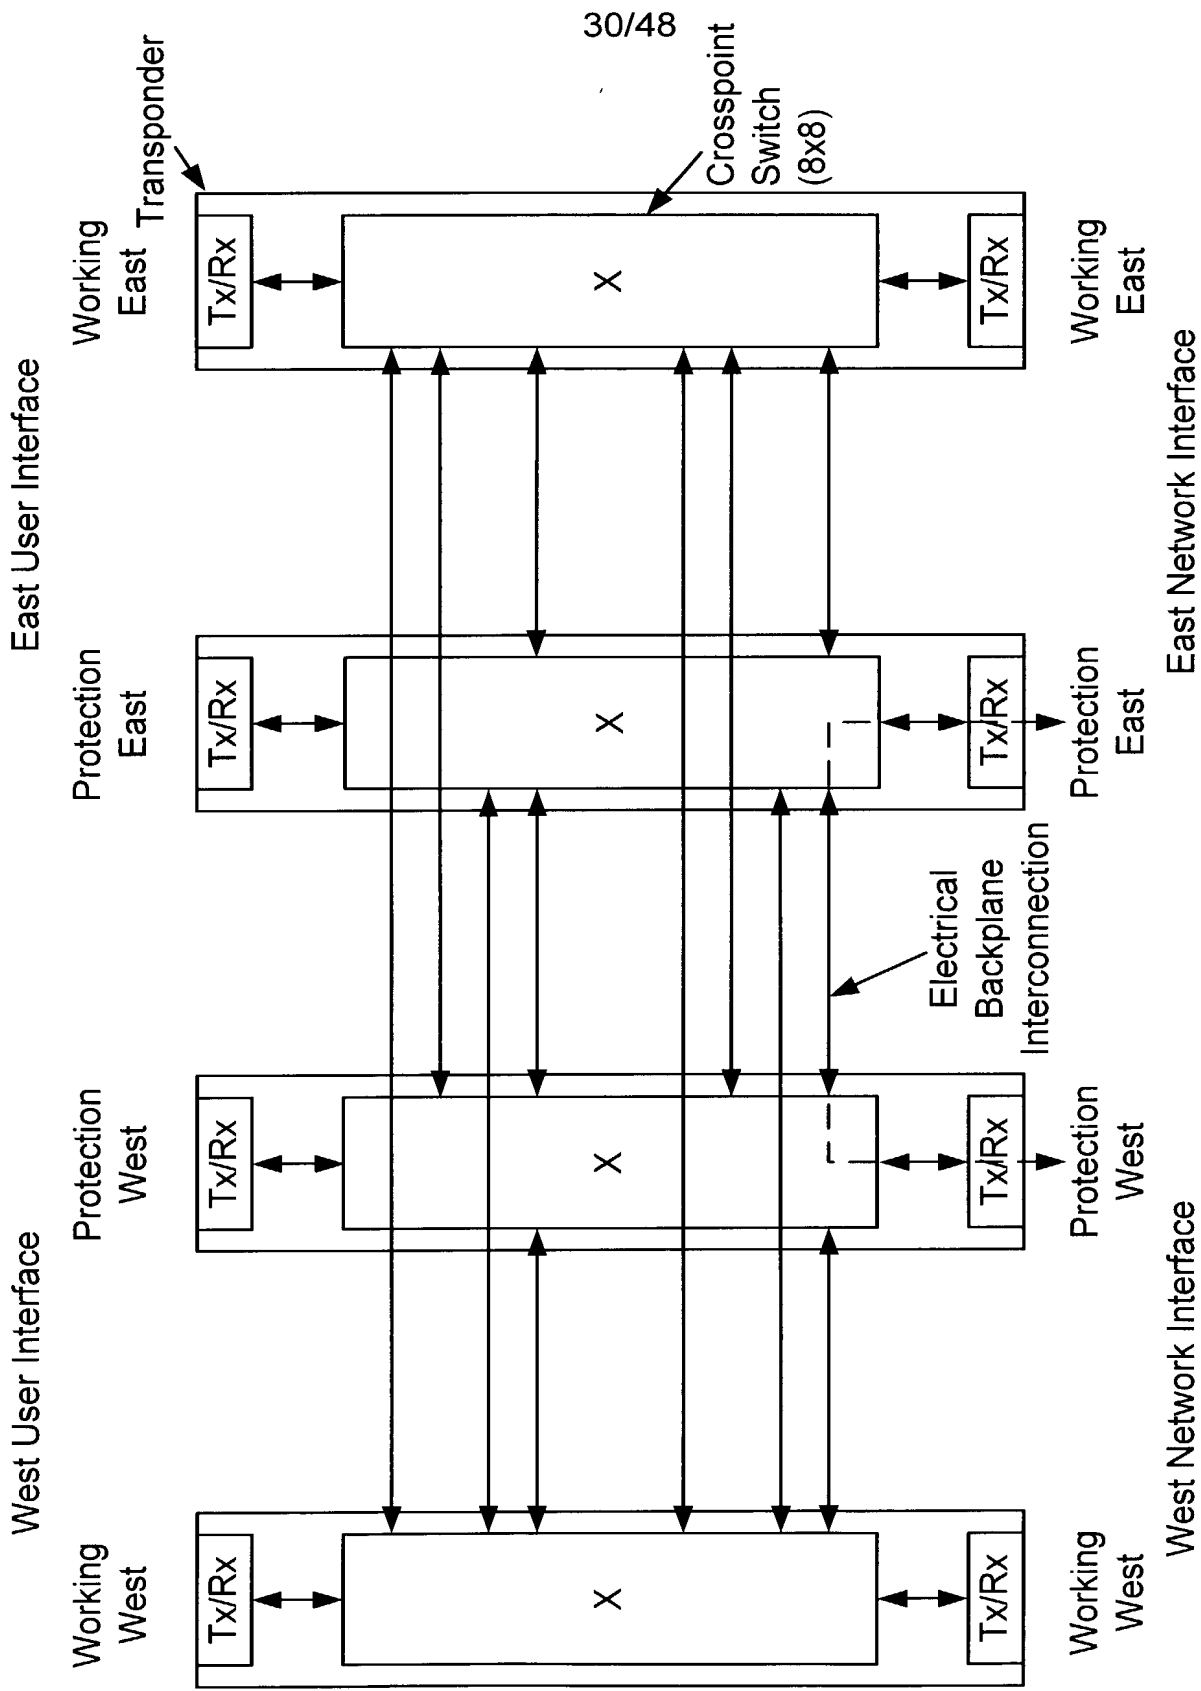 30/48
West User Interface
East User Interface
Working
West
Protection
West
Protection
East
Working
East
Transponder
Tx/Rx
Tx/Rx
Tx/Rx
Tx/Rx
X
X
X
X
Crosspoint
Switch
(8x8)
Electrical
Backplane
Interconnection
Tx/Rx
Tx/Rx
Tx/Rx
Tx/Rx
Working
West
Protection
West
Protection
East
Working
East
West Network Interface
East Network Interface